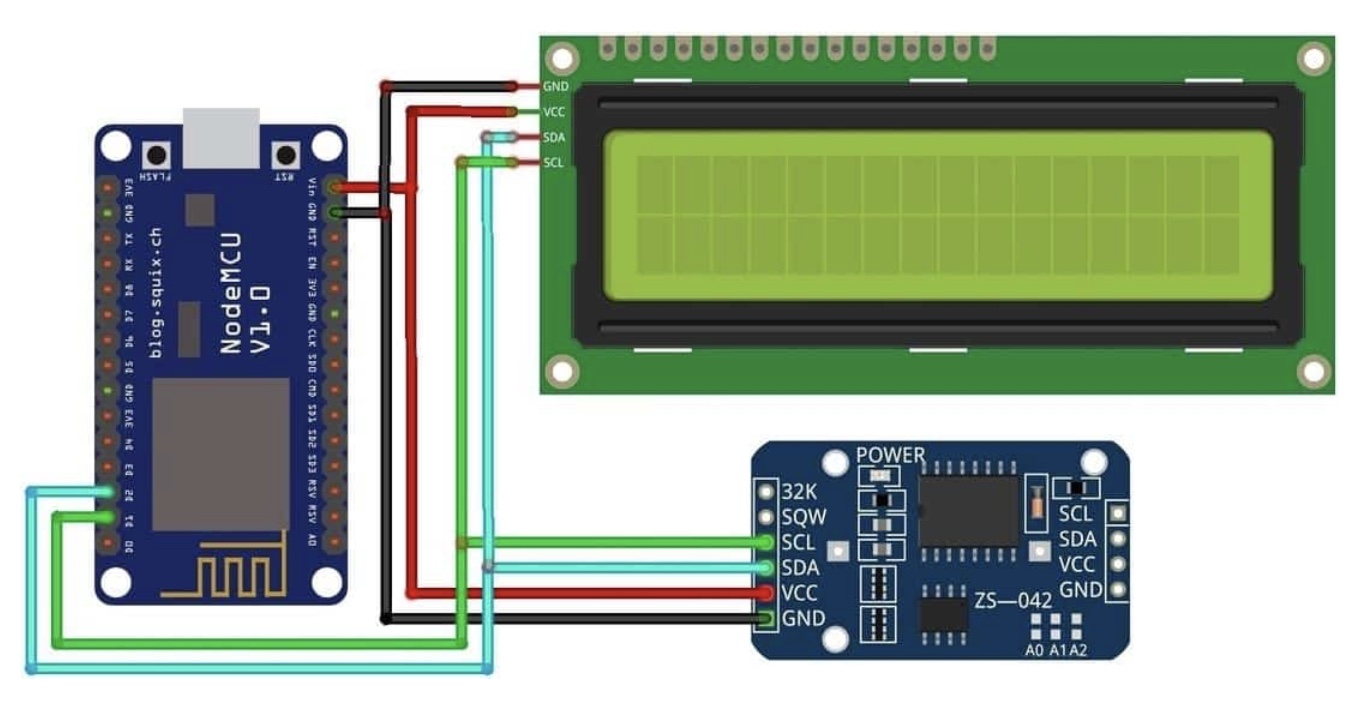 GND
VCC
SDA
SCL
FLASH
RST
3V3
GND
TX
RX
D8
D7
D6
D5
GND
3V3
D4
D3
D2
D1
D0
blog.squix.ch
NodeMCU
V1.0
Vin
GND
RST
EN
3V3
GND
CLK
SD0
CMD
SD1
SD2
SD3
RSV
RSV
A0
POWER
32K
SQW
SCL
SDA
VCC
GND
SCL
SDA
VCC
GND
ZS—042
A0 A1 A2